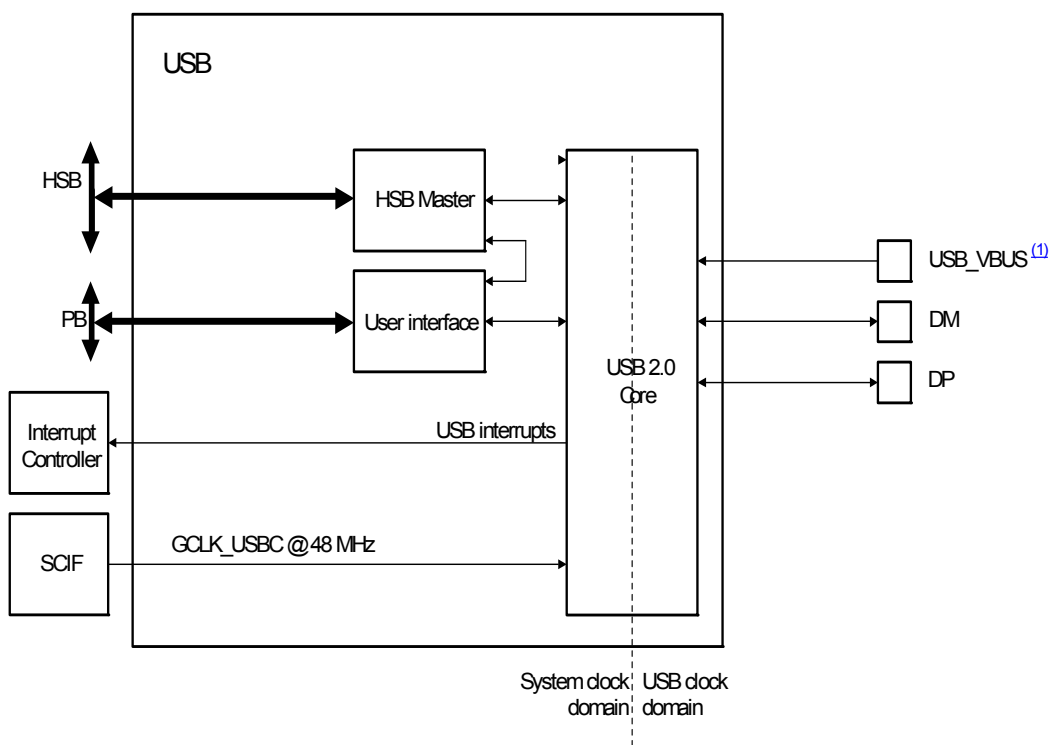 USB
HSB
HSB Master
USB_VBUS (1)
PB
User interface
DM
USB 2.0
Core
DP
Interrupt
Controller
USB interrupts
SCIF
GCLK_USBC @ 48 MHz
System clock
domain
USB clock
domain